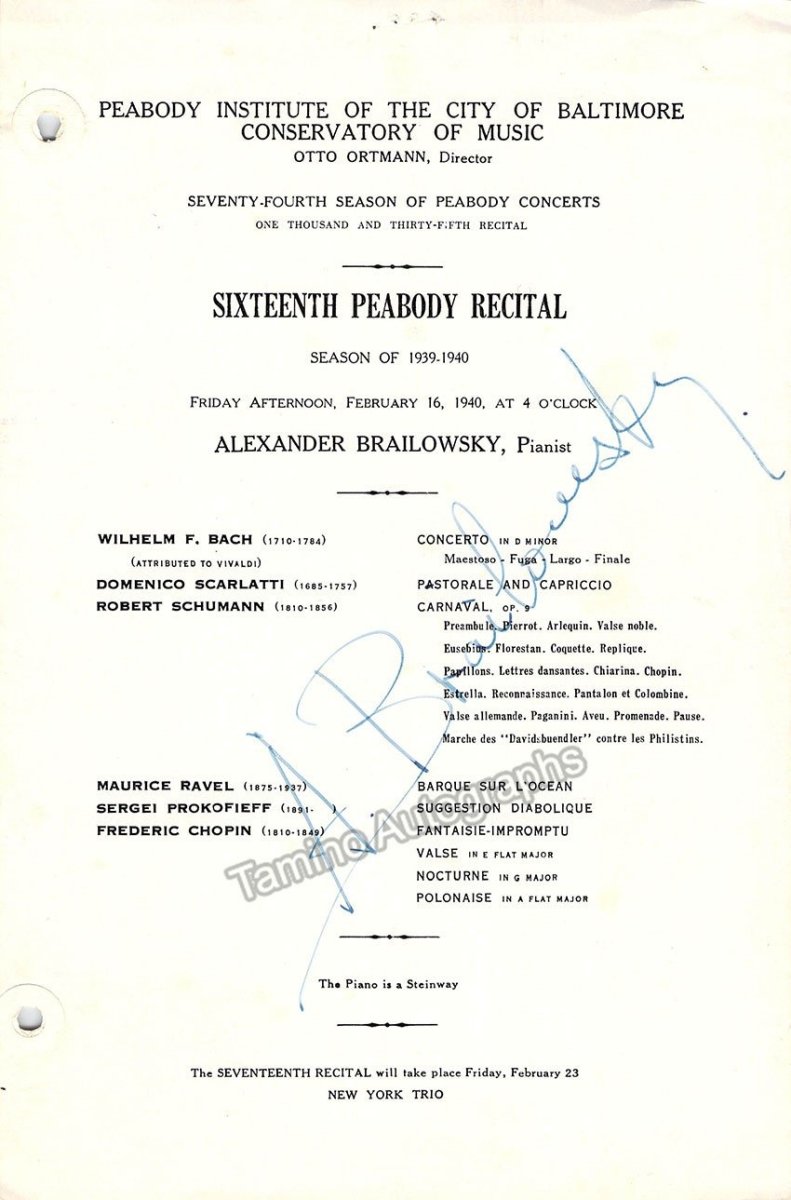 PEABODY INSTITUTE OF THE CITY OF BALTIMORE
CONSERVATORY OF MUSIC
OTTO ORTMANN, Director
SEVENTY-FOURTH SEASON OF PEABODY CONCERTS
ONE THOUSAND AND THIRTY-FIFTH RECITAL
SIXTEENTH PEABODY RECITAL
SEASON OF 1939-1940
FRIDAY AFTERNOON, FEBRUARY 16, 1940, AT 4 O'CLOCK
ALEXANDER BRAILOWSKY, Pianist
WILHELM F. BACH (1710-1784) CONCERTO IN D MINOR
(ATTRIBUTED TO VIVALDI) Maestoso - Fuga - Largo - Finale
DOMENICO SCARLATTI (1685-1757) PASTORALE AND CAPRICCIO
ROBERT SCHUMANN (1810-1856) CARNAVAL, OP. 9
Preambule. Pierrot. Arlequin. Valse noble.
Eusebius. Florestan. Coquette. Replique.
Papillons. Lettres dansantes. Chiarina. Chopin.
Estrella. Reconnaissance. Pantalon et Colombine.
Valse allemande. Paganini. Aveu. Promenade. Pause.
Marche des "Davidsbuendler" contre les Philistins.
MAURICE RAVEL (1875-1937) BARQUE SUR L'OCEAN
SERGEI PROKOFIEFF (1891- ) SUGGESTION DIABOLIQUE
FREDERIC CHOPIN (1810-1849) FANTAISIE-IMPROMPTU
VALSE IN E FLAT MAJOR
NOCTURNE IN G MAJOR
POLONAISE IN A FLAT MAJOR
A. Brailowsky
Tamino Autographs
The Piano is a Steinway
The SEVENTEENTH RECITAL will take place Friday, February 23
NEW YORK TRIO